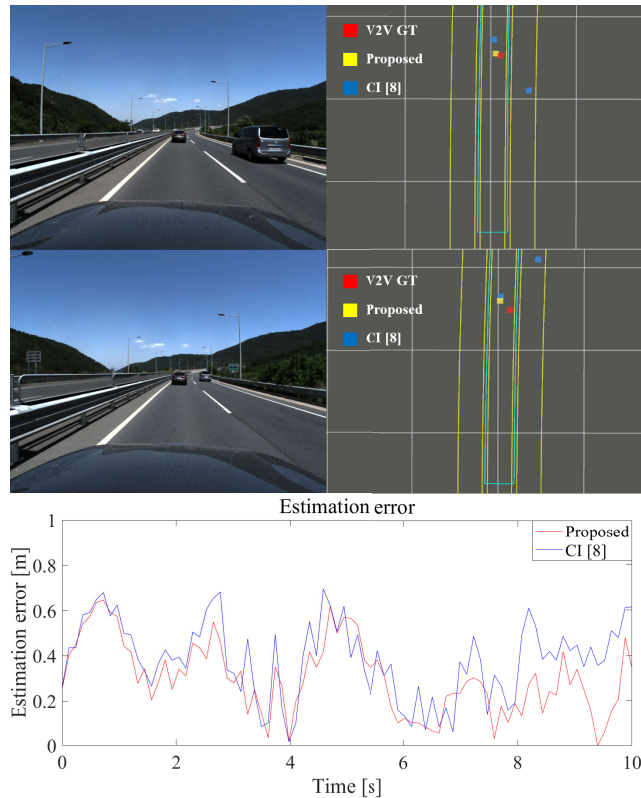 V2V GT
Proposed
CI [8]
V2V GT
Proposed
CI [8]
Estimation error
Estimation error [m]
1
0.8
0.6
0.4
0.2
0
Proposed
CI [8]
0 2 4 6 8 10
Time [s]